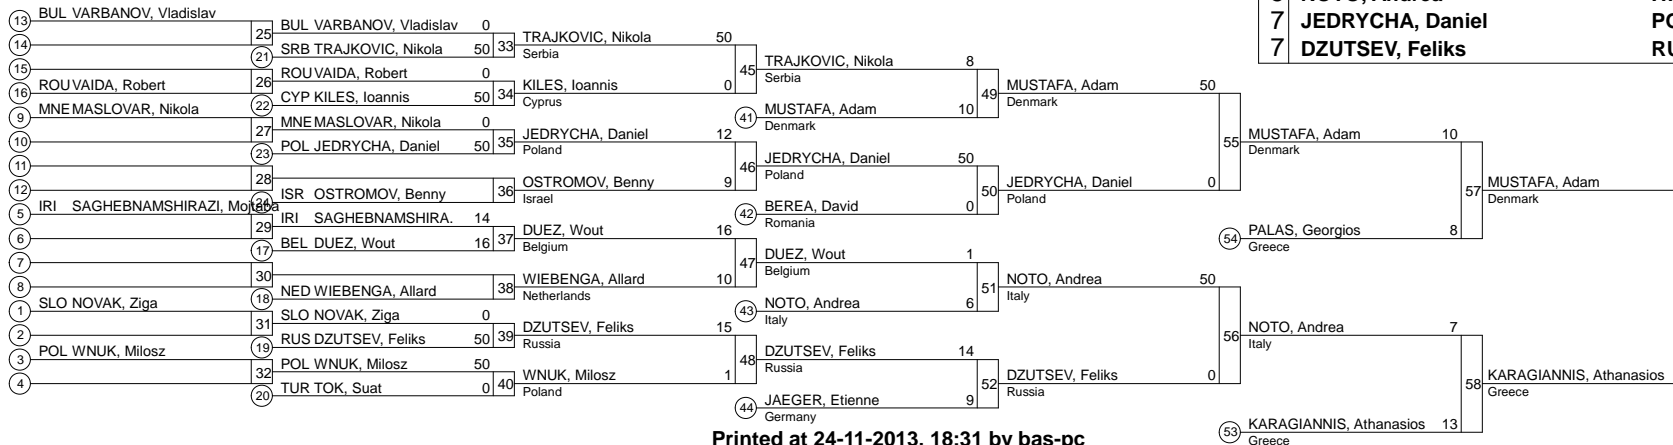 7 JEDRYCHA, Daniel
7 DZUTSEV, Feliks
13 BUL VARBANOV, Vladislav
14
25 BUL VARBANOV, Vladislav 0
21 SRB TRAJKOVIC, Nikola 50
33 TRAJKOVIC, Nikola 50
Serbia
15
16 ROU VAIDA, Robert
26 ROU VAIDA, Robert 0
22 CYP KILES, Ioannis 50
34 KILES, Ioannis 0
Cyprus
45 TRAJKOVIC, Nikola 8
Serbia
41 MUSTAFA, Adam 10
Denmark
49 MUSTAFA, Adam 50
Denmark
9 MNE MASLOVAR, Nikola
10
27 MNE MASLOVAR, Nikola 0
23 POL JEDRYCHA, Daniel 50
35 JEDRYCHA, Daniel 12
Poland
11
12
28
24 ISR OSTROMOV, Benny
36 OSTROMOV, Benny 9
Israel
46 JEDRYCHA, Daniel 50
Poland
42 BEREA, David 0
Romania
50 JEDRYCHA, Daniel 0
Poland
55 MUSTAFA, Adam 10
Denmark
54 PALAS, Georgios 8
Greece
57 MUSTAFA, Adam
Denmark
5 IRI SAGHEBNAMSHIRAZI, Mojtaba
6
29 IRI SAGHEBNAMSHIRA. 14
17 BEL DUEZ, Wout 16
37 DUEZ, Wout 16
Belgium
7
8
30
18 NED WIEBENGA, Allard
38 WIEBENGA, Allard 10
Netherlands
47 DUEZ, Wout 1
Belgium
43 NOTO, Andrea 6
Italy
51 NOTO, Andrea 50
Italy
1 SLO NOVAK, Ziga
2
31 SLO NOVAK, Ziga 0
19 RUS DZUTSEV, Feliks 50
39 DZUTSEV, Feliks 15
Russia
3 POL WNUK, Milosz
4
32 POL WNUK, Milosz 50
20 TUR TOK, Suat 0
40 WNUK, Milosz 1
Poland
48 DZUTSEV, Feliks 14
Russia
44 JAEGER, Etienne 9
Germany
52 DZUTSEV, Feliks 0
Russia
56 NOTO, Andrea 7
Italy
53 KARAGIANNIS, Athanasios 13
Greece
58 KARAGIANNIS, Athanasios
Greece
Printed at 24-11-2013, 18:31 by bas-pc